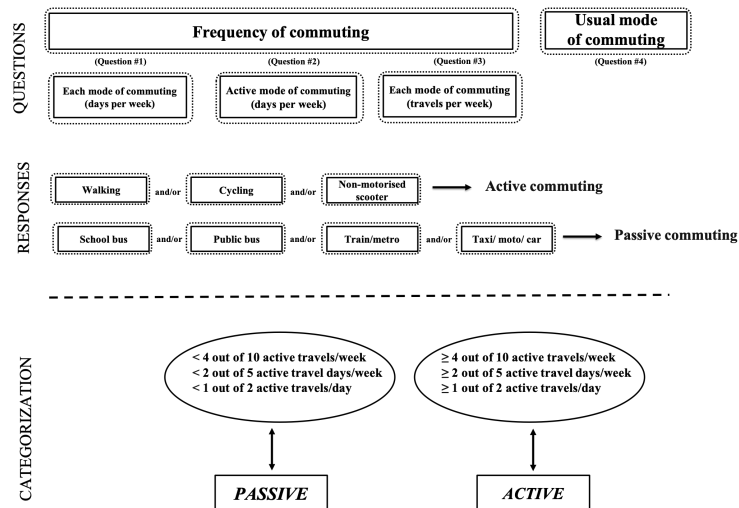 QUESTIONS
Frequency of commuting
Usual mode
of commuting
(Question #1)
(Question #2)
(Question #3)
(Question #4)
Each mode of commuting
(days per week)
Active mode of commuting
(days per week)
Each mode of commuting
(travels per week)
RESPONSES
Walking
and/or
Cycling
and/or
Non-motorised
scooter
Active commuting
School bus
and/or
Public bus
and/or
Train/metro
and/or
Taxi/ moto/ car
Passive commuting
CATEGORIZATION
< 4 out of 10 active travels/week
< 2 out of 5 active travel days/week
< 1 out of 2 active travels/day
≥ 4 out of 10 active travels/week
≥ 2 out of 5 active travel days/week
≥ 1 out of 2 active travels/day
PASSIVE
ACTIVE